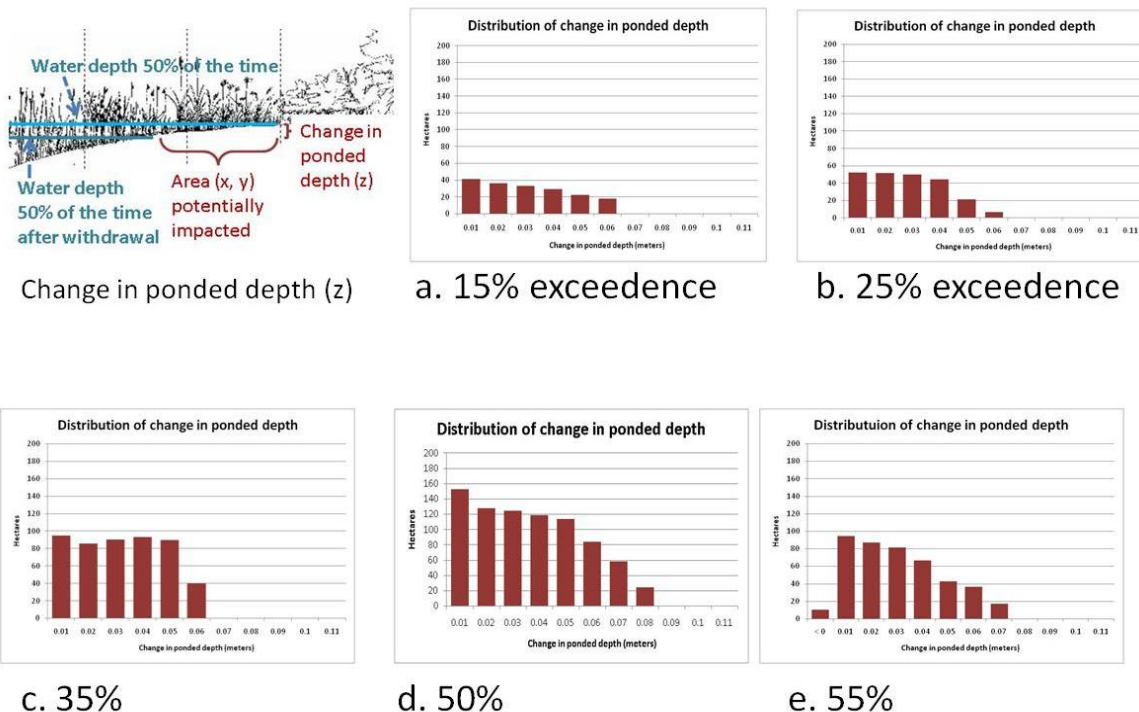 Water depth 50% of the time
Change in
ponded
depth (z)
Area (x, y)
potentially
impacted
Water depth
50% of the time
after withdrawal
Change in ponded depth (z)
Distribution of change in ponded depth
Hectares
200
180
160
140
120
100
80
60
40
20
0
0.01 0.02 0.03 0.04 0.05 0.06 0.07 0.08 0.09 0.1 0.11
Change in ponded depth (meters)
a. 15% exceedence
Distribution of change in ponded depth
Hectares
200
180
160
140
120
100
80
60
40
20
0
0.01 0.02 0.03 0.04 0.05 0.06 0.07 0.08 0.09 0.1 0.11
Change in ponded depth (meters)
b. 25% exceedence
Distribution of change in ponded depth
Hectares
200
180
160
140
120
100
80
60
40
20
0
0.01 0.02 0.03 0.04 0.05 0.06 0.07 0.08 0.09 0.1 0.11
Change in ponded depth (meters)
c. 35%
Distribution of change in ponded depth
Hectares
200
180
160
140
120
100
80
60
40
20
0
0.01 0.02 0.03 0.04 0.05 0.06 0.07 0.08 0.09 0.1 0.11
Change in ponded depth (meters)
d. 50%
Distributuion of change in ponded depth
Hectares
200
180
160
140
120
100
80
60
40
20
0
< 0 0.01 0.02 0.03 0.04 0.05 0.06 0.07 0.08 0.09 0.1 0.11
Change in ponded depth (meters)
e. 55%